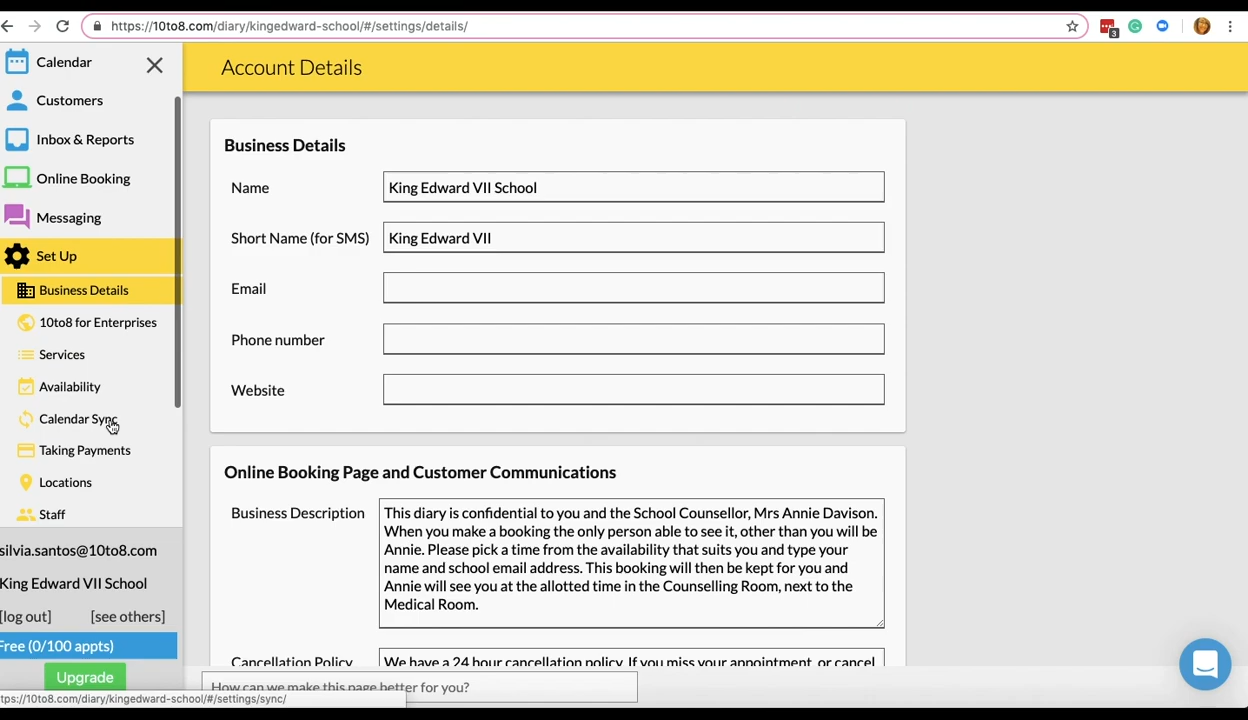 https://10to8.com/diary/kingedward-school/#/settings/details/
3
Calendar
Customers
Inbox & Reports
Online Booking
Messaging
Set Up
Business Details
10to8 for Enterprises
Services
Availability
Calendar Sync
Taking Payments
Locations
Staff
silvia.santos@10to8.com
King Edward VII School
[log out] [see others]
Free (0/100 appts)
Upgrade
tps://10to8.com/diary/kingedward-school/#/settings/sync/
Account Details
Business Details
Name King Edward VII School
Short Name (for SMS) King Edward VII
Email
Phone number
Website
Online Booking Page and Customer Communications
Business Description
This diary is confidential to you and the School Counsellor, Mrs Annie Davison.
When you make a booking the only person able to see it, other than you will be
Annie. Please pick a time from the availability that suits you and type your
name and school email address. This booking will then be kept for you and
Annie will see you at the allotted time in the Counselling Room, next to the
Medical Room.
Cancellation Policy We have a 24 hour cancellation policy. If you miss your appointment, or cancel
How can we make this page better for you?